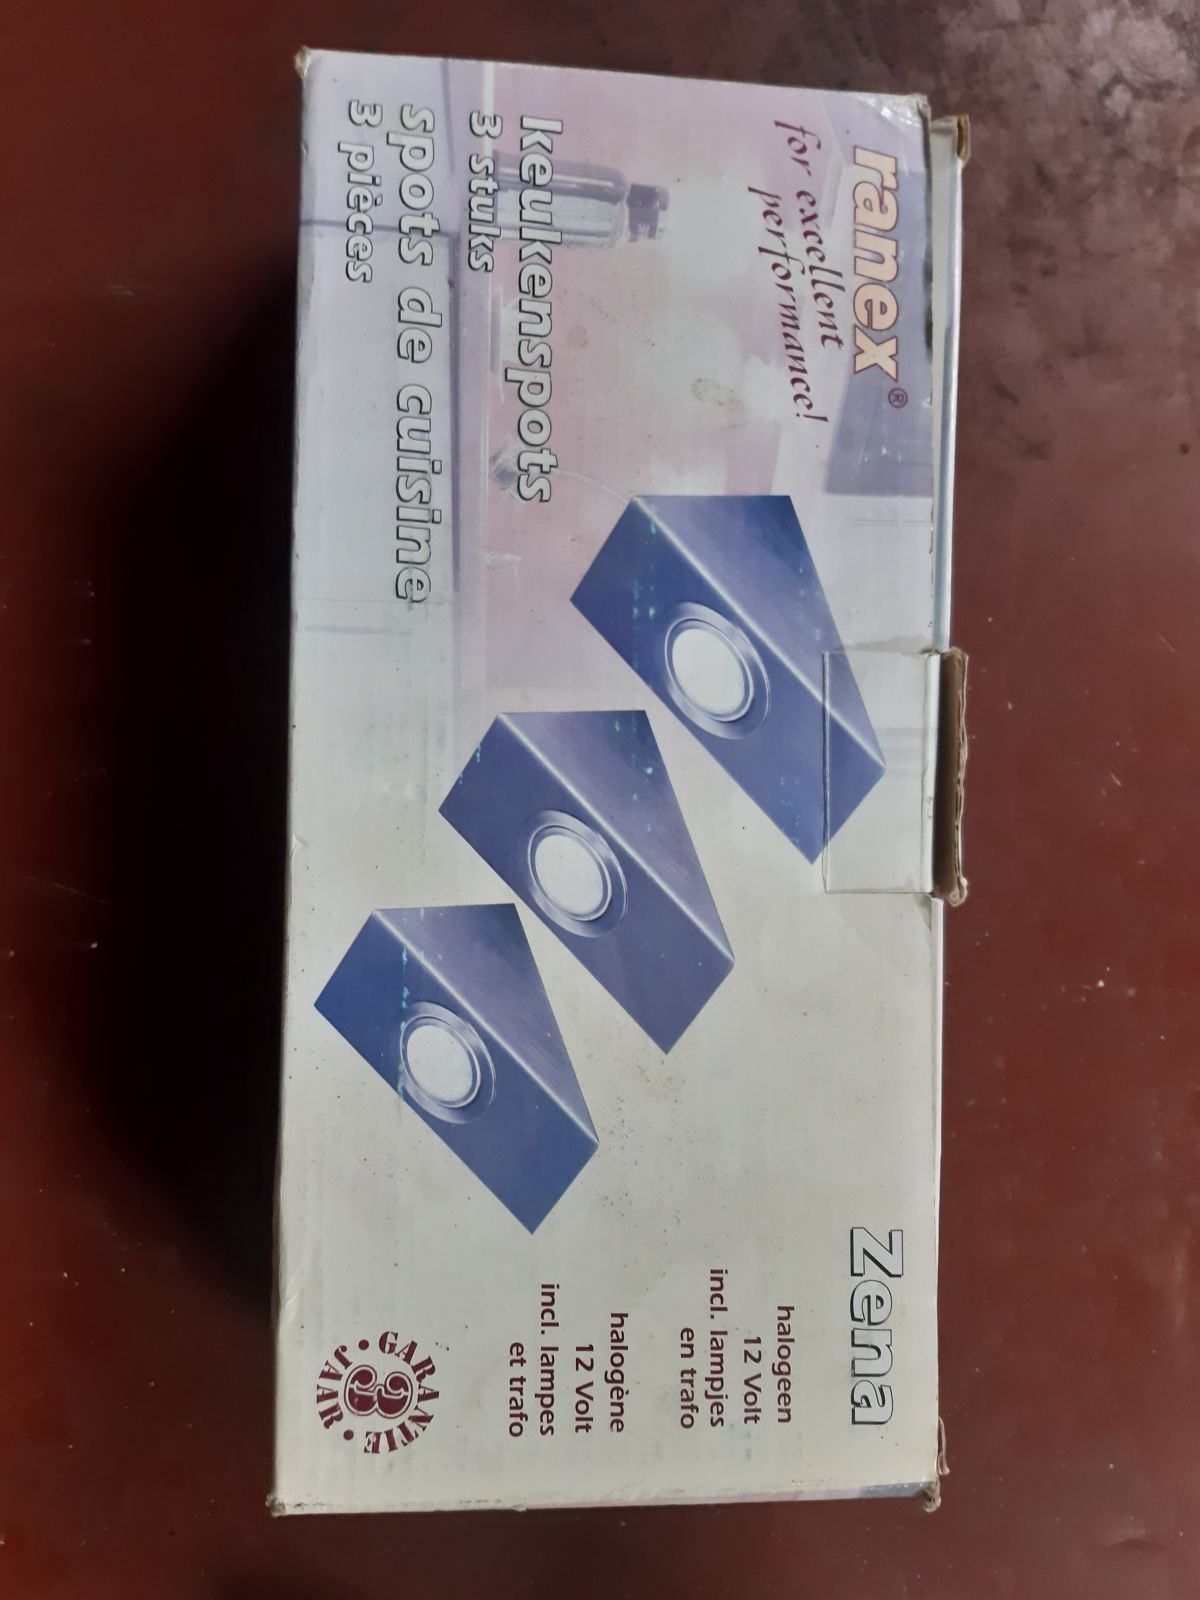 ranex®
for excellent
performance!
keukenspots
3 stuks
spots de cuisine
3 pièces
Zena
halogeen
12 Volt
incl. lampjes
en trafo
halogène
12 Volt
incl. lampes
et trafo
GARANTIE
3
JAAR